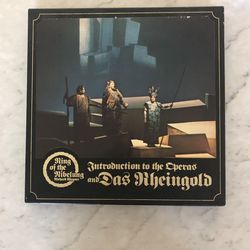 Ring
of the
Nibelung
Richard Wagner
Introduction to the Operas
and Das Rheingold